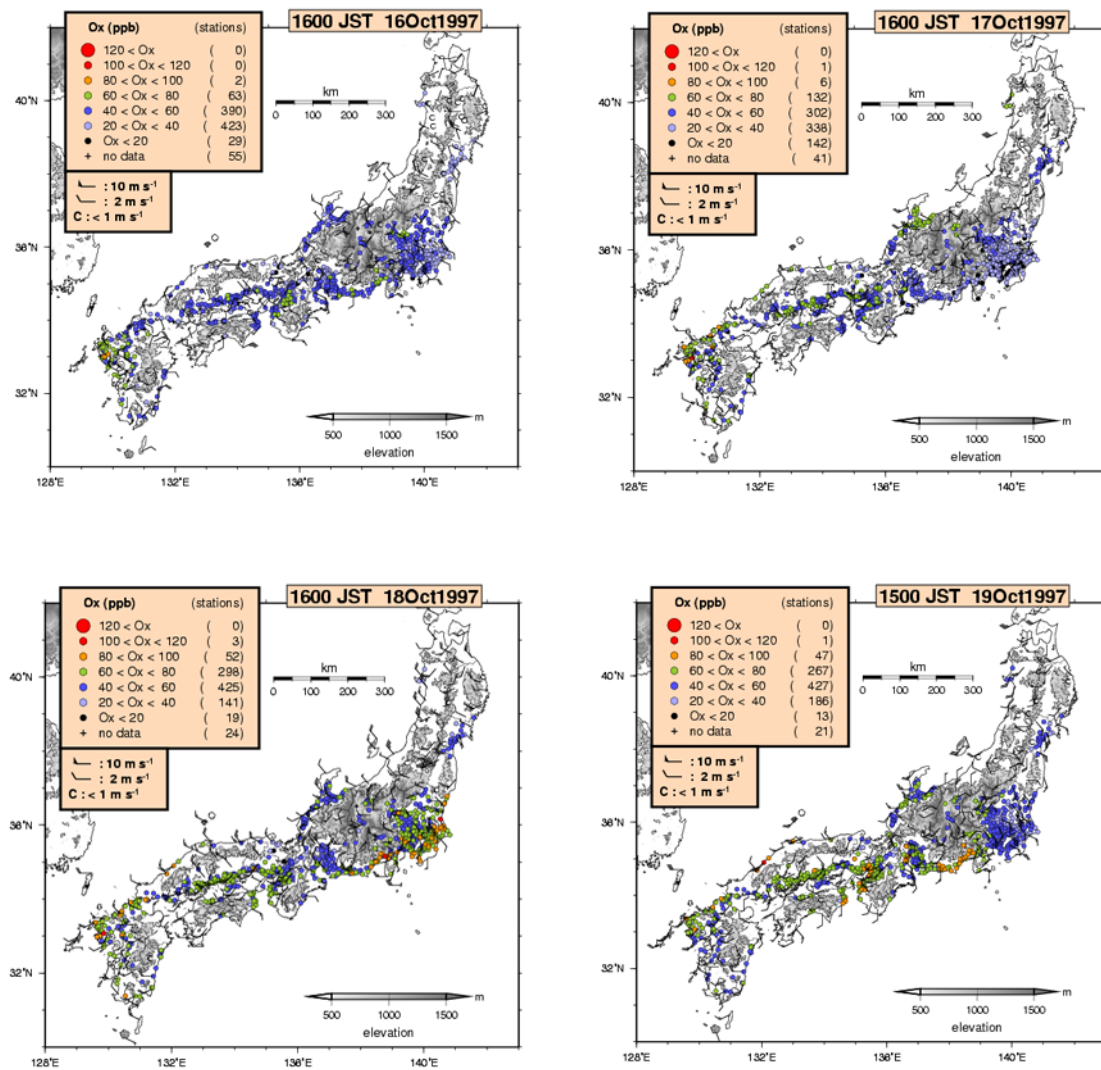 1600 JST 16Oct1997
Ox (ppb) (stations)
120 < Ox ( 0)
100 < Ox < 120 ( 0)
80 < Ox < 100 ( 2)
60 < Ox < 80 ( 63)
40 < Ox < 60 ( 390)
20 < Ox < 40 ( 423)
Ox < 20 ( 29)
+ no data ( 55)
: 10 m s-1
: 2 m s-1
C : < 1 m s-1
km
0 100 200 300
40°N
36°N
32°N
500 1000 1500 m
elevation
128°E 132°E 136°E 140°E
1600 JST 17Oct1997
Ox (ppb) (stations)
120 < Ox ( 0)
100 < Ox < 120 ( 1)
80 < Ox < 100 ( 6)
60 < Ox < 80 ( 132)
40 < Ox < 60 ( 302)
20 < Ox < 40 ( 338)
Ox < 20 ( 142)
+ no data ( 41)
: 10 m s-1
: 2 m s-1
C : < 1 m s-1
km
0 100 200 300
40°N
36°N
32°N
500 1000 1500 m
elevation
128°E 132°E 136°E 140°E
1600 JST 18Oct1997
Ox (ppb) (stations)
120 < Ox ( 0)
100 < Ox < 120 ( 3)
80 < Ox < 100 ( 52)
60 < Ox < 80 ( 298)
40 < Ox < 60 ( 425)
20 < Ox < 40 ( 141)
Ox < 20 ( 19)
+ no data ( 24)
: 10 m s-1
: 2 m s-1
C : < 1 m s-1
km
0 100 200 300
40°N
36°N
32°N
500 1000 1500 m
elevation
128°E 132°E 136°E 140°E
1500 JST 19Oct1997
Ox (ppb) (stations)
120 < Ox ( 0)
100 < Ox < 120 ( 1)
80 < Ox < 100 ( 47)
60 < Ox < 80 ( 267)
40 < Ox < 60 ( 427)
20 < Ox < 40 ( 186)
Ox < 20 ( 13)
+ no data ( 21)
: 10 m s-1
: 2 m s-1
C : < 1 m s-1
km
0 100 200 300
40°N
36°N
32°N
500 1000 1500 m
elevation
128°E 132°E 136°E 140°E